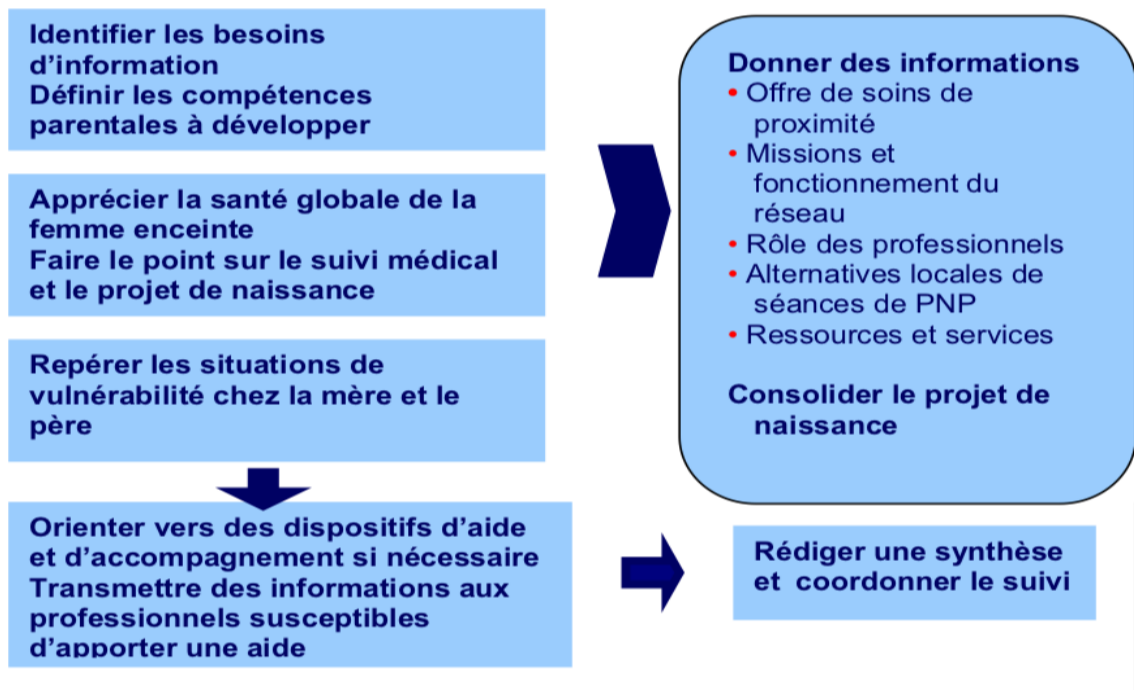 Identifier les besoins
d’information
Définir les compétences
parentales à développer
Apprécier la santé globale de la
femme enceinte
Faire le point sur le suivi médical
et le projet de naissance
Repérer les situations de
vulnérabilité chez la mère et le
père
Orienter vers des dispositifs d’aide
et d’accompagnement si nécessaire
Transmettre des informations aux
professionnels susceptibles
d’apporter une aide
Donner des informations
• Offre de soins de
proximité
• Missions et
fonctionnement du
réseau
• Rôle des professionnels
• Alternatives locales de
séances de PNP
• Ressources et services
Consolider le projet de
naissance
Rédiger une synthèse
et coordonner le suivi